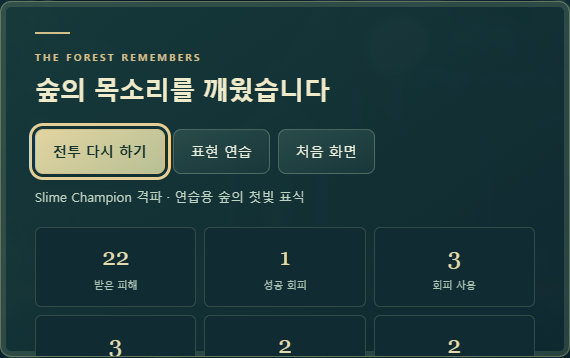 THE FOREST REMEMBERS
숲의 목소리를 깨웠습니다
전투 다시 하기 표현 연습 처음 화면
Slime Champion 격파 · 연습용 숲의 첫빛 표식
22 1 3
받은 피해 성공 회피 회피 사용
3 2 2